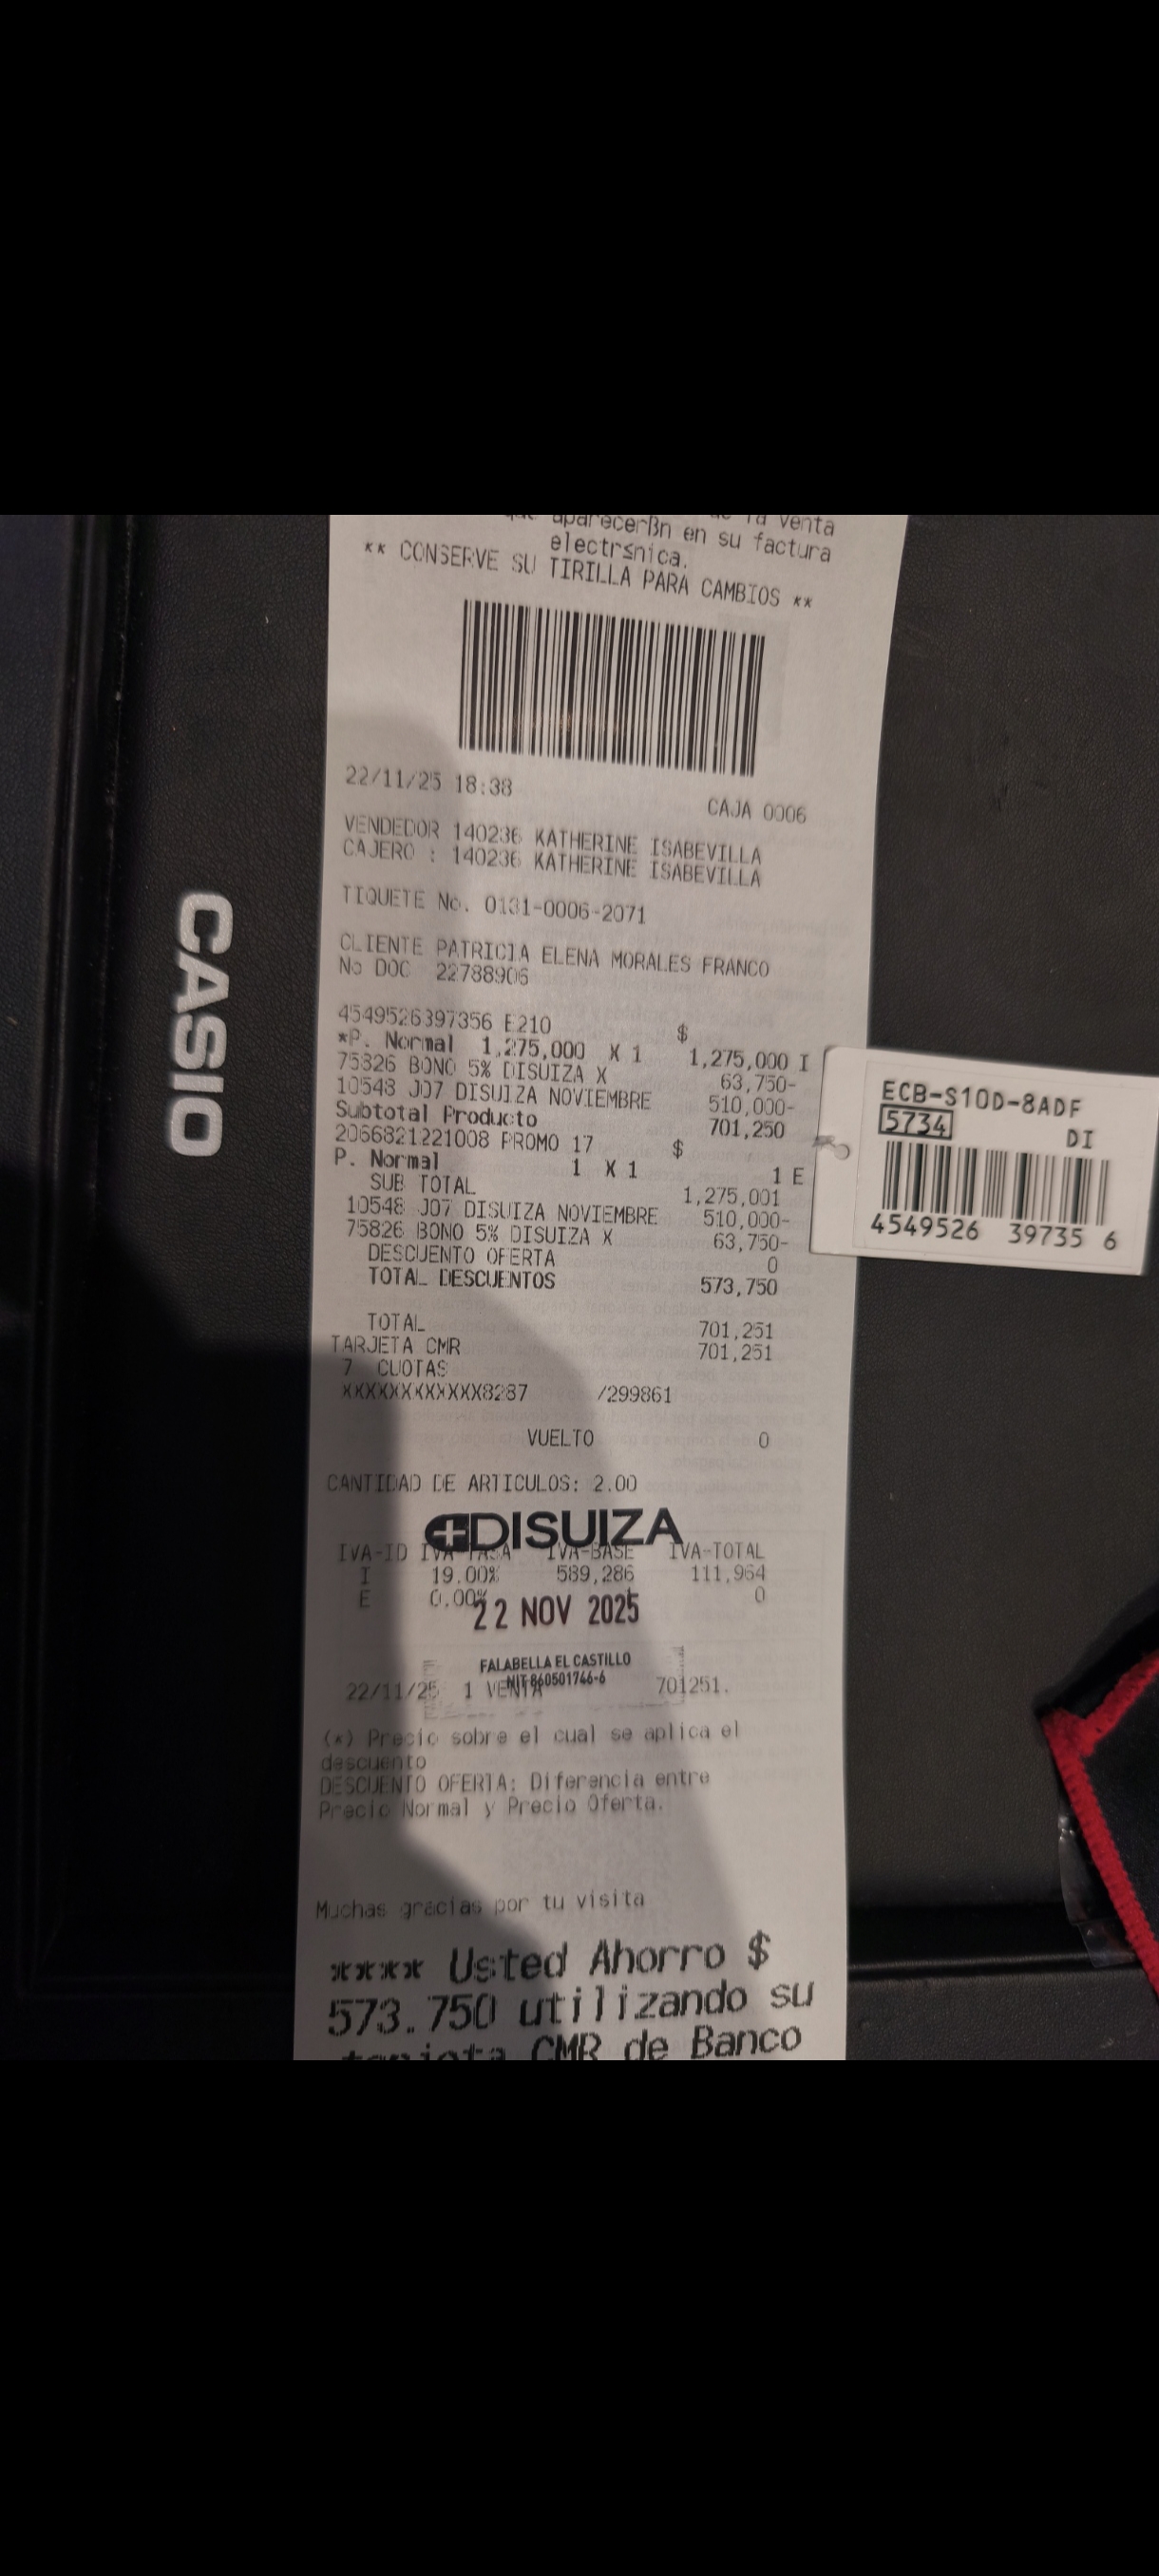 de la venta
aparecerßn en su factura
electr≤nica.
** CONSERVE SU TIRILLA PARA CAMBIOS **
22/11/25 18:38
CAJA 0006
VENDEDOR 140236 KATHERINE ISABEVILLA
CAJERO : 140236 KATHERINE ISABEVILLA
TIQUETE No. 0131-0006-2071
CLIENTE PATRICIA ELENA MORALES FRANCO
No DOC 22788906
4549526397356 E210 $
*P. Normal 1,275,000 X 1 1,275,000 I
75826 BONO 5% DISUIZA X 63,750-
10548 J07 DISUIZA NOVIEMBRE 510,000-
Subtotal Producto 701,250
2066821221008 PROMO 17 $
P. Normal 1 X 1 1 E
SUB TOTAL 1,275,001
10548 J07 DISUIZA NOVIEMBRE 510,000-
75826 BONO 5% DISUIZA X 63,750-
DESCUENTO OFERTA 0
TOTAL DESCUENTOS 573,750
TOTAL 701,251
TARJETA CMR 701,251
7 CUOTAS
XXXXXXXXXXXX8287 /299861
VUELTO 0
CANTIDAD DE ARTICULOS: 2.00
DISUIZA
IVA-ID IVA-TASA IVA-BASE IVA-TOTAL
I 19.00% 589,286 111,964
E 0.00% 0
22 NOV 2025
FALABELLA EL CASTILLO
NIT 860501746-6
22/11/25 1 VENTA 701251.
(*) Precio sobre el cual se aplica el
descuento
DESCUENTO OFERTA: Diferencia entre
Precio Normal y Precio Oferta.
Muchas gracias por tu visita
**** Usted Ahorro $
573.750 utilizando su
tarjeta CMR de Banco
CASIO
ECB-S10D-8ADF
5734 DI
4549526 39735 6